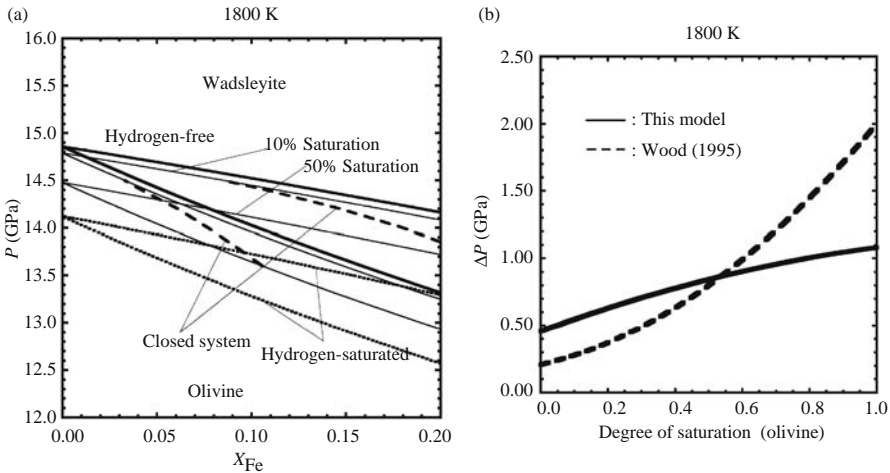 (a)
1800 K
16.0
15.5
15.0
14.5
14.0
13.5
13.0
12.5
12.0
P (GPa)
Wadsleyite
Hydrogen-free
10% Saturation
50% Saturation
Closed system
Hydrogen-saturated
Olivine
0.00
0.05
0.10
0.15
0.20
XFe
(b)
1800 K
2.50
2.00
1.50
1.00
0.50
0.00
ΔP (GPa)
: This model
: Wood (1995)
0.0
0.2
0.4
0.6
0.8
1.0
Degree of saturation (olivine)